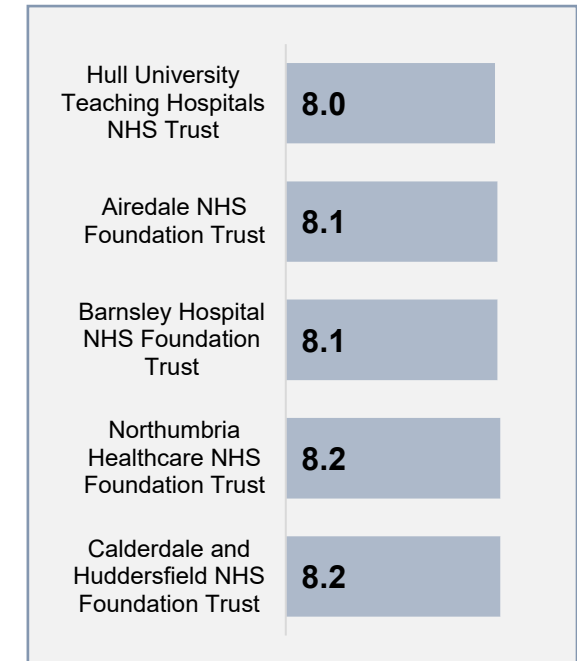 Hull University
Teaching Hospitals
NHS Trust
8.0
Airedale NHS
Foundation Trust
8.1
Barnsley Hospital
NHS Foundation
Trust
8.1
Northumbria
Healthcare NHS
Foundation Trust
8.2
Calderdale and
Huddersfield NHS
Foundation Trust
8.2